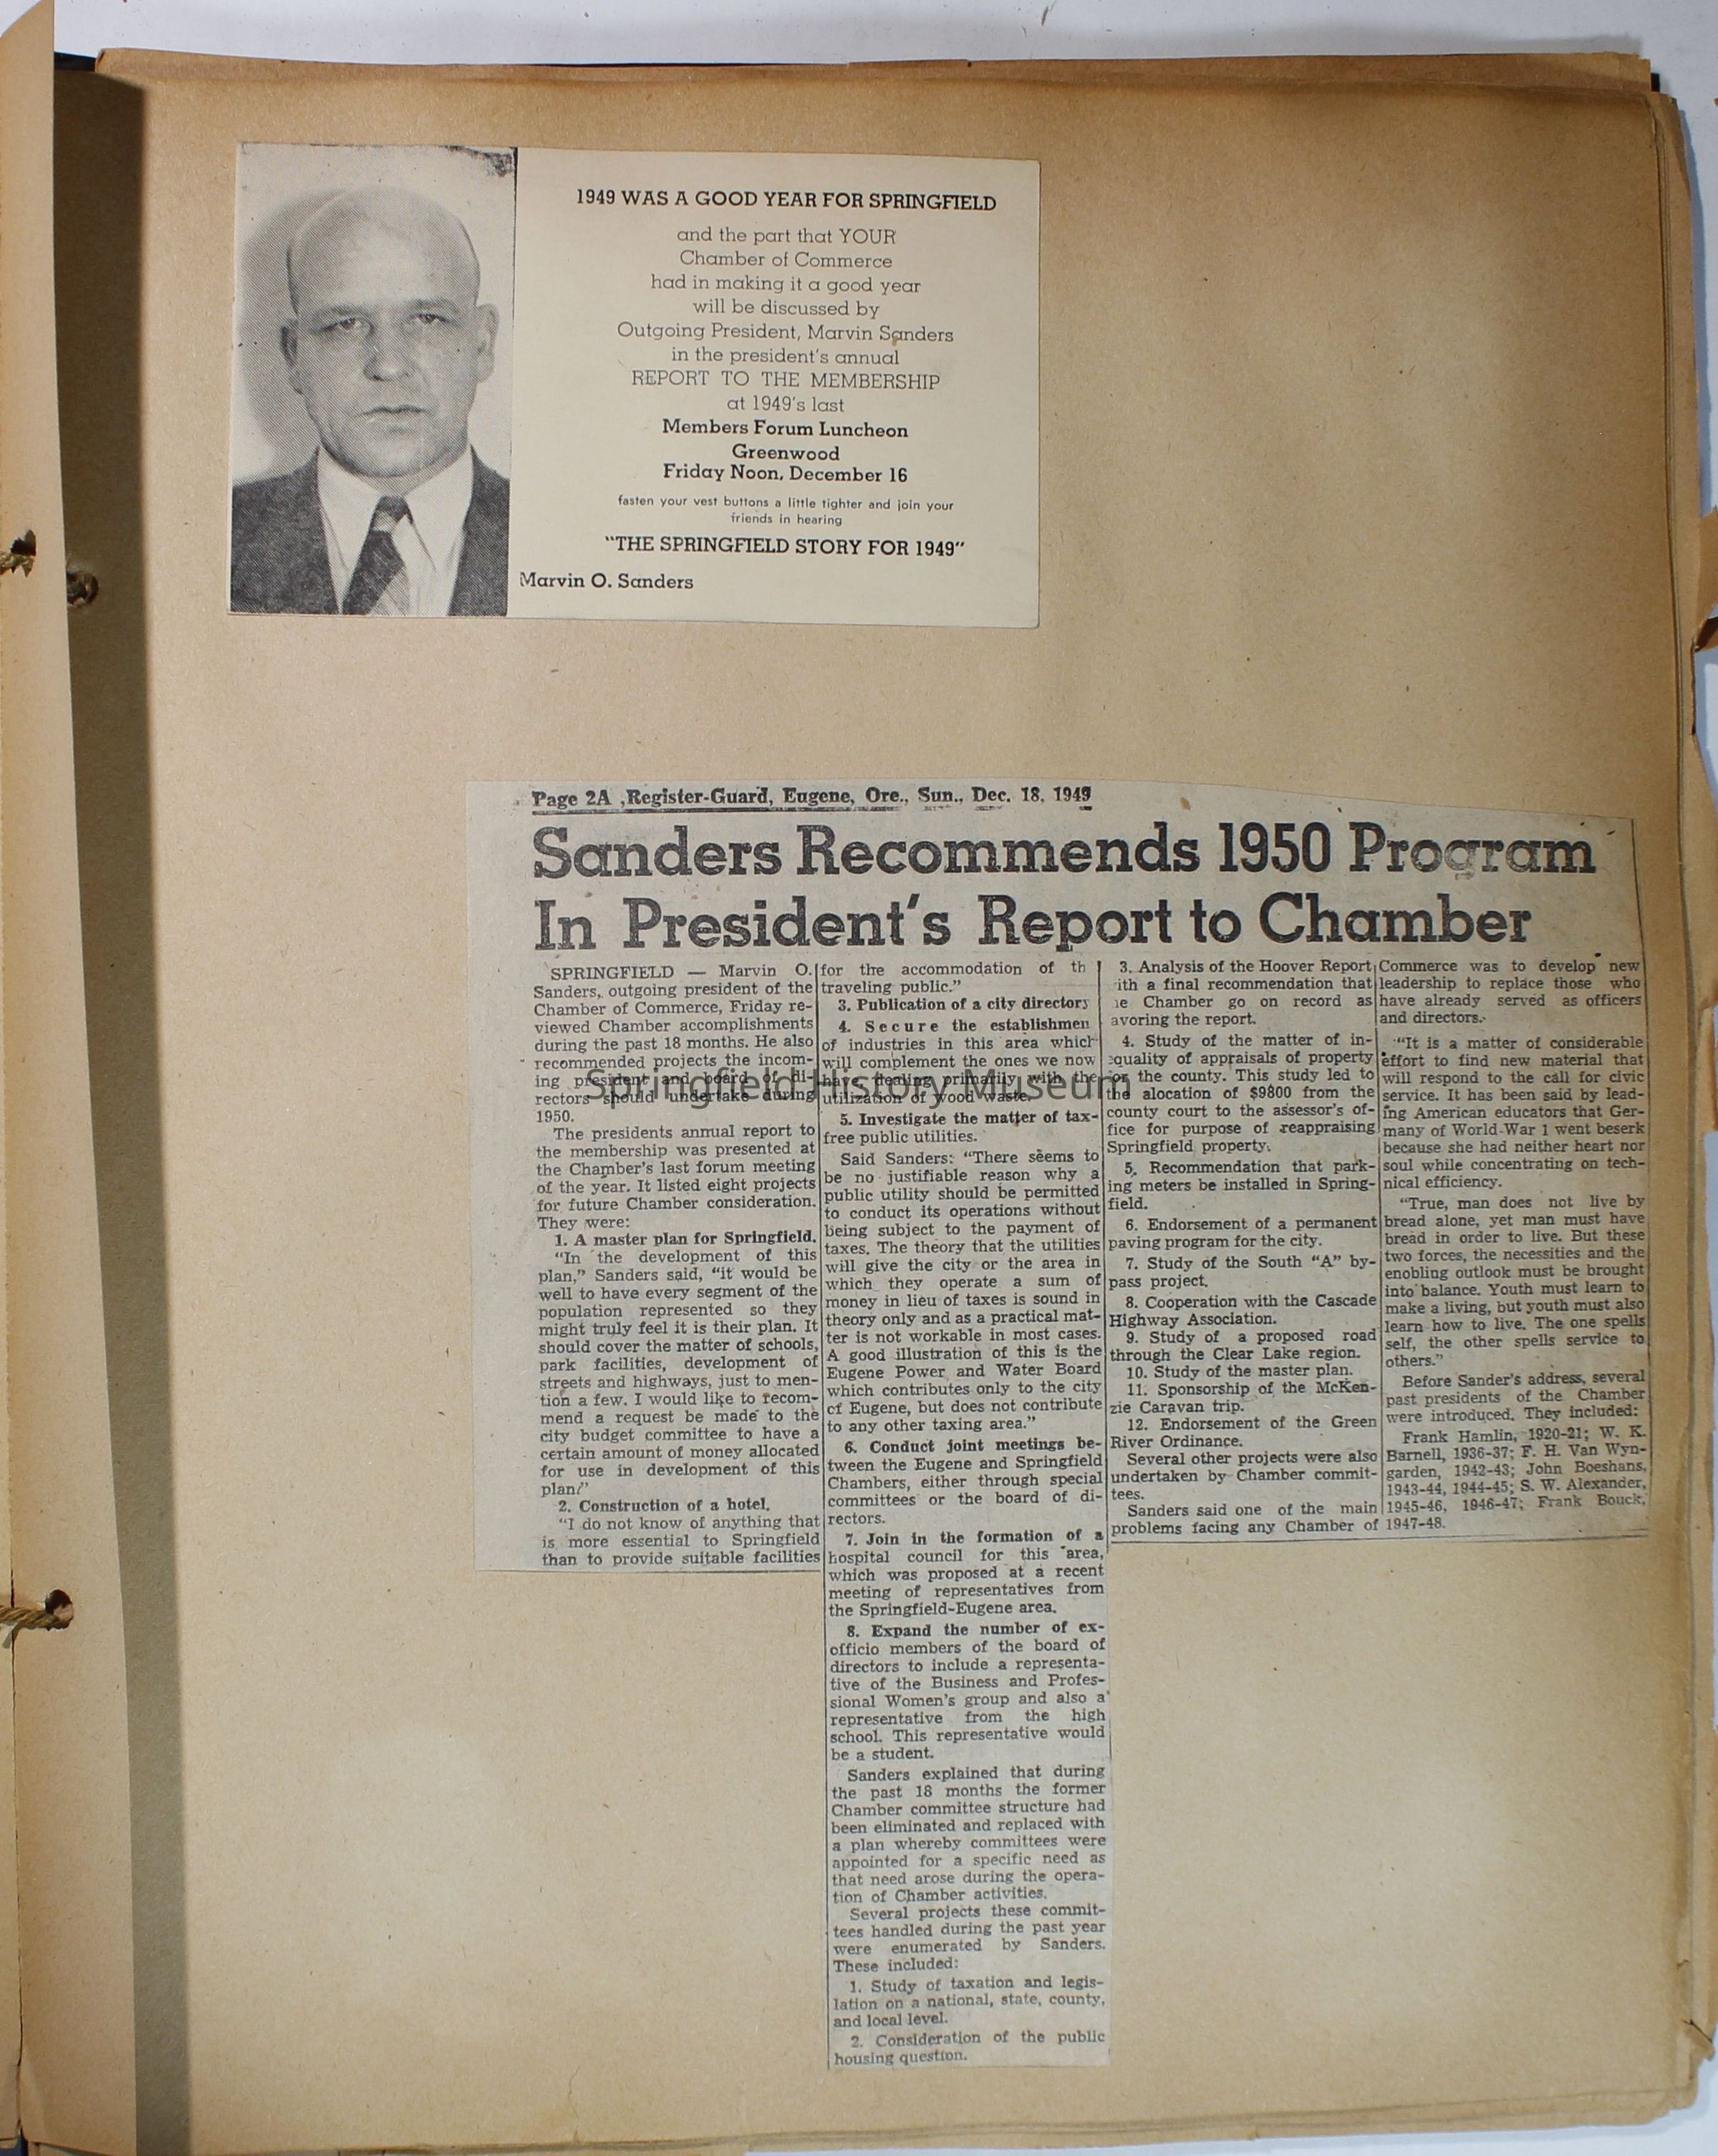 1949 WAS A GOOD YEAR FOR SPRINGFIELD
and the part that YOUR
Chamber of Commerce
had in making it a good year
will be discussed by
Outgoing President, Marvin Sanders
in the president's annual
REPORT TO THE MEMBERSHIP
at 1949's last
Members Forum Luncheon
Greenwood
Friday Noon, December 16
fasten your vest buttons a little tighter and join your
friends in hearing
"THE SPRINGFIELD STORY FOR 1949"
Marvin O. Sanders
Page 2A ,Register-Guard, Eugene, Ore., Sun., Dec. 18, 1949
Sanders Recommends 1950 Program
In President's Report to Chamber
SPRINGFIELD — Marvin O.
Sanders, outgoing president of the
Chamber of Commerce, Friday re-
viewed Chamber accomplishments
during the past 18 months. He also
recommended projects the incom-
ing president and board of di-
rectors should undertake during
1950.
The presidents annual report to
the membership was presented at
the Chamber's last forum meeting
of the year. It listed eight projects
for future Chamber consideration.
They were:
1. A master plan for Springfield.
"In the development of this
plan," Sanders said, "it would be
well to have every segment of the
population represented so they
might truly feel it is their plan. It
should cover the matter of schools,
park facilities, development of
streets and highways, just to men-
tion a few. I would like to recom-
mend a request be made to the
city budget committee to have a
certain amount of money allocated
for use in development of this
plan."
2. Construction of a hotel.
"I do not know of anything that
is more essential to Springfield
than to provide suitable facilities
for the accommodation of th
traveling public."
3. Publication of a city directory
4. Secure the establishmen
of industries in this area which
will complement the ones we now
have dealing primarily with the
utilization of wood waste.
5. Investigate the matter of tax-
free public utilities.
Said Sanders: "There seems to
be no justifiable reason why a
public utility should be permitted
to conduct its operations without
being subject to the payment of
taxes. The theory that the utilities
will give the city or the area in
which they operate a sum of
money in lieu of taxes is sound in
theory only and as a practical mat-
ter is not workable in most cases.
A good illustration of this is the
Eugene Power and Water Board
which contributes only to the city
cf Eugene, but does not contribute
to any other taxing area."
6. Conduct joint meetings be-
tween the Eugene and Springfield
Chambers, either through special
committees or the board of di-
rectors.
7. Join in the formation of a
hospital council for this area,
which was proposed at a recent
meeting of representatives from
the Springfield-Eugene area.
8. Expand the number of ex-
officio members of the board of
directors to include a representa-
tive of the Business and Profes-
sional Women's group and also a
representative from the high
school. This representative would
be a student.
Sanders explained that during
the past 18 months the former
Chamber committee structure had
been eliminated and replaced with
a plan whereby committees were
appointed for a specific need as
that need arose during the opera-
tion of Chamber activities.
Several projects these commit-
tees handled during the past year
were enumerated by Sanders.
These included:
1. Study of taxation and legis-
lation on a national, state, county,
and local level.
2. Consideration of the public
housing question.
3. Analysis of the Hoover Report
ith a final recommendation that
e Chamber go on record as
avoring the report.
4. Study of the matter of in-
equality of appraisals of property
or the county. This study led to
the alocation of $9800 from the
county court to the assessor's of-
fice for purpose of reappraising
Springfield property.
5. Recommendation that park-
ing meters be installed in Spring-
field.
6. Endorsement of a permanent
paving program for the city.
7. Study of the South "A" by-
pass project.
8. Cooperation with the Cascade
Highway Association.
9. Study of a proposed road
through the Clear Lake region.
10. Study of the master plan.
11. Sponsorship of the McKen-
zie Caravan trip.
12. Endorsement of the Green
River Ordinance.
Several other projects were also
undertaken by Chamber commit-
tees.
Sanders said one of the main
problems facing any Chamber of
Commerce was to develop new
leadership to replace those who
have already served as officers
and directors.
"It is a matter of considerable
effort to find new material that
will respond to the call for civic
service. It has been said by lead-
ing American educators that Ger-
many of World War 1 went beserk
because she had neither heart nor
soul while concentrating on tech-
nical efficiency.
"True, man does not live by
bread alone, yet man must have
bread in order to live. But these
two forces, the necessities and the
enobling outlook must be brought
into balance. Youth must learn to
make a living, but youth must also
learn how to live. The one spells
self, the other spells service to
others."
Before Sander's address, several
past presidents of the Chamber
were introduced. They included:
Frank Hamlin, 1920-21; W. K.
Barnell, 1936-37; F. H. Van Wyn-
garden, 1942-43; John Boeshans,
1943-44, 1944-45; S. W. Alexander,
1945-46, 1946-47; Frank Bouck,
1947-48.
Springfield History Museum